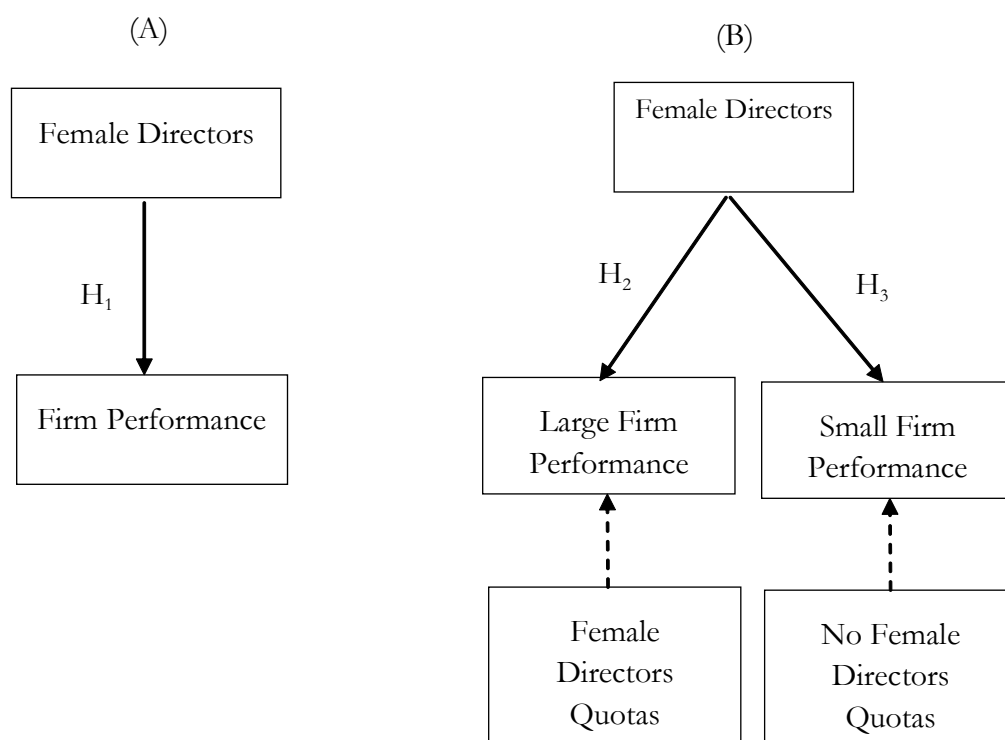 (A)
Female Directors
H₁
Firm Performance
(B)
Female Directors
H₂
H₃
Large Firm
Performance
Small Firm
Performance
Female
Directors
Quotas
No Female
Directors
Quotas